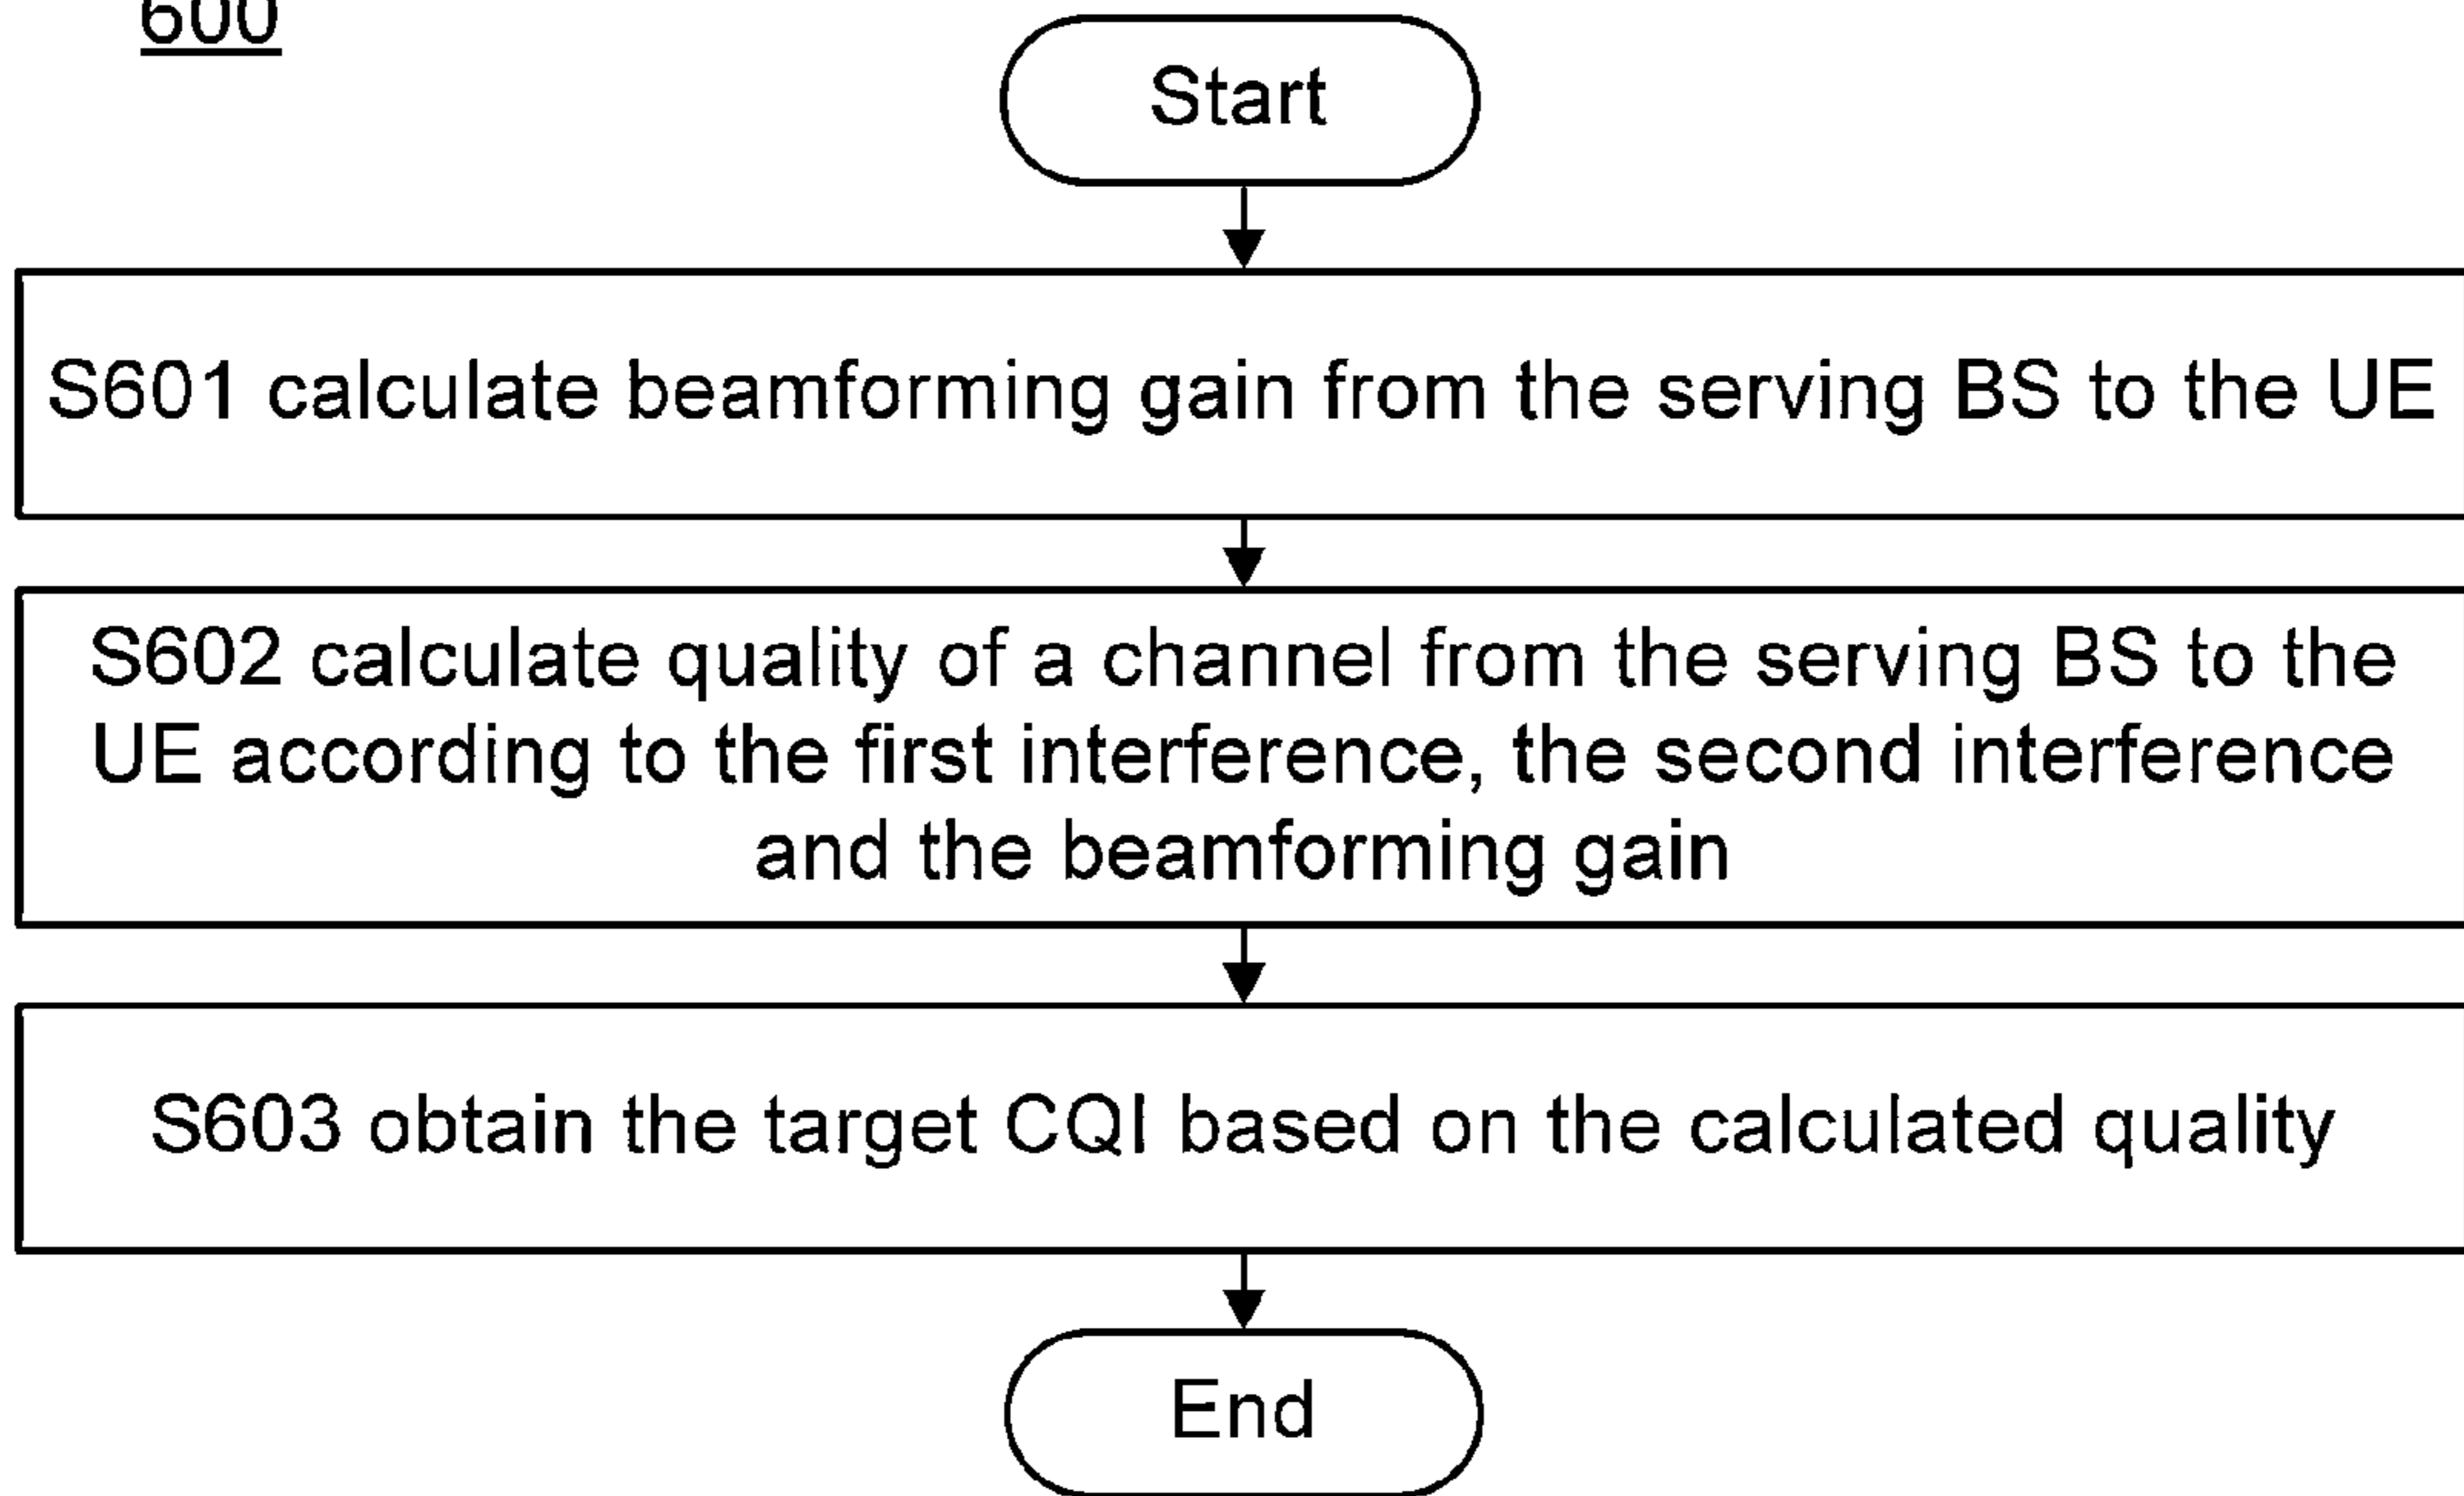 600
Start
S601 calculate beamforming gain from the serving BS to the UE
S602 calculate quality of a channel from the serving BS to the
UE according to the first interference, the second interference
and the beamforming gain
S603 obtain the target CQI based on the calculated quality
End